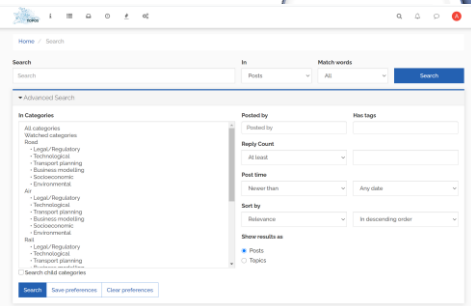 Home / Search
Search In Match words
Search Posts All Search
Advanced Search
In Categories
All categories
Watched categories
Road
• Legal/Regulatory
• Technological
• Transport planning
• Business modelling
• Socioeconomic
• Environmental
Air
• Legal/Regulatory
• Technological
• Transport planning
• Business modelling
• Socioeconomic
• Environmental
Rail
• Legal/Regulatory
• Technological
• Transport planning
• Business modelling
Search child categories
Posted by Has tags
Posted by
Reply Count
At least
Post time
Newer than Any date
Sort by
Relevance In descending order
Show results as
Posts
Topics
Search Save preferences Clear preferences